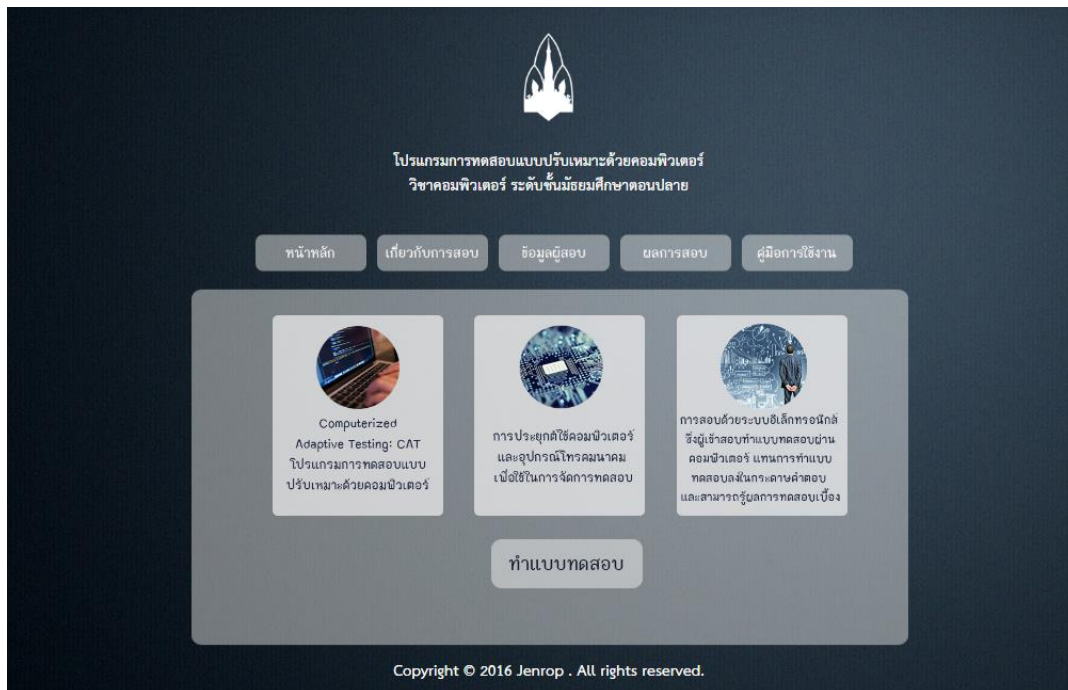 โปรแกรมการทดสอบแบบปรับเหมาะด้วยคอมพิวเตอร์
วิชาคอมพิวเตอร์ ระดับชั้นมัธยมศึกษาตอนปลาย
หน้าหลัก
เกี่ยวกับการสอบ
ข้อมูลผู้สอบ
ผลการสอบ
คู่มือการใช้งาน
Computerized
Adaptive Testing: CAT
โปรแกรมการทดสอบแบบ
ปรับเหมาะด้วยคอมพิวเตอร์
การประยุกต์ใช้คอมพิวเตอร์
และอุปกรณ์โทรคมนาคม
เพื่อใช้ในการจัดการทดสอบ
การสอบด้วยระบบอิเล็กทรอนิกส์
ซึ่งผู้เข้าสอบทำแบบทดสอบผ่าน
คอมพิวเตอร์ แทนการทำแบบ
ทดสอบลงในกระดาษคำตอบ
และสามารถรู้ผลการทดสอบเบื้อง
ทำแบบทดสอบ
Copyright © 2016 Jenrop . All rights reserved.